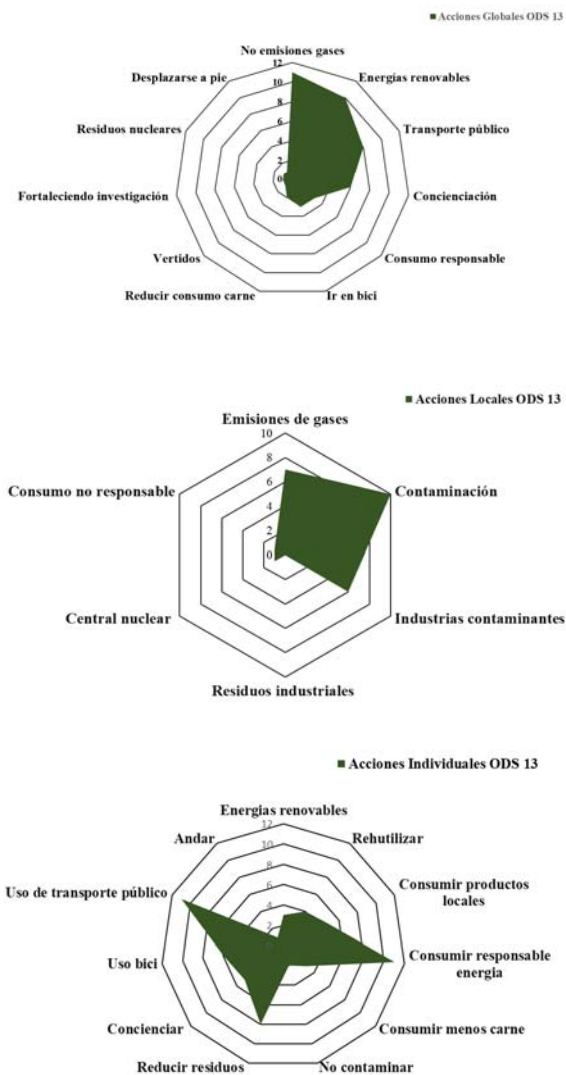 Acciones Globales ODS 13
No emisiones gases
Desplazarse a pie
Energías renovables
Residuos nucleares
Transporte público
Fortaleciendo investigación
Concienciación
Vertidos
Consumo responsable
Reducir consumo carne
Ir en bici
12
10
8
6
4
2
0
Acciones Locales ODS 13
Emisiones de gases
Consumo no responsable
Contaminación
Central nuclear
Industrias contaminantes
Residuos industriales
10
8
6
4
2
0
Acciones Individuales ODS 13
Energias renovables
Andar
Rehutilizar
Uso de transporte público
Consumir productos
locales
Uso bici
Consumir responsable
energia
Concienciar
Consumir menos carne
Reducir residuos
No contaminar
12
10
8
6
4
2
0